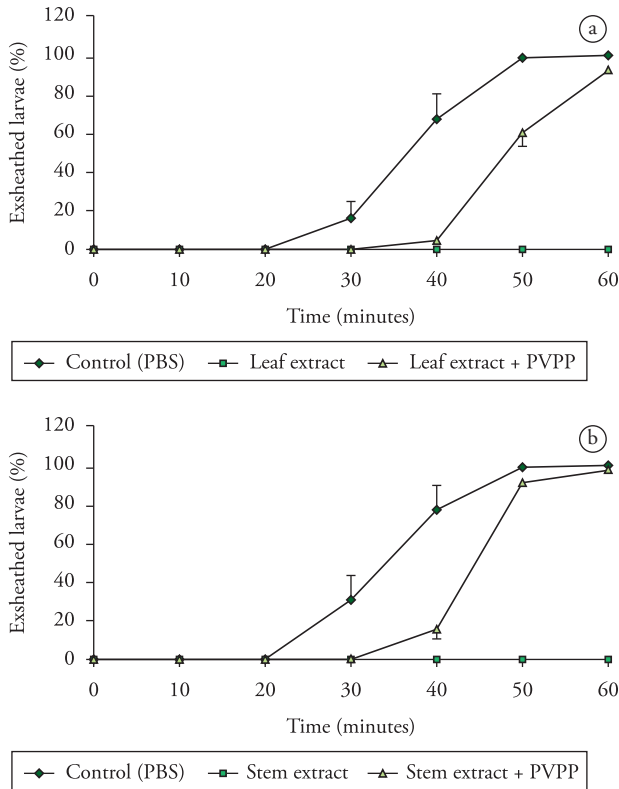 120
100
80
60
40
20
0
Exsheathed larvae (%)
a
0 10 20 30 40 50 60
Time (minutes)
Control (PBS) Leaf extract Leaf extract + PVPP
120
100
80
60
40
20
0
Exsheathed larvae (%)
b
0 10 20 30 40 50 60
Time (minutes)
Control (PBS) Stem extract Stem extract + PVPP